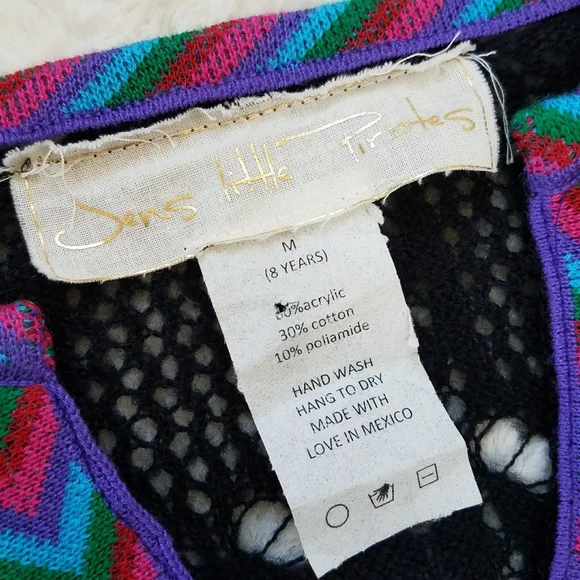 Jens little Pirates
M
(8 YEARS)
0%acrylic
30% cotton
10% poliamide
HAND WASH
HANG TO DRY
MADE WITH
LOVE IN MEXICO